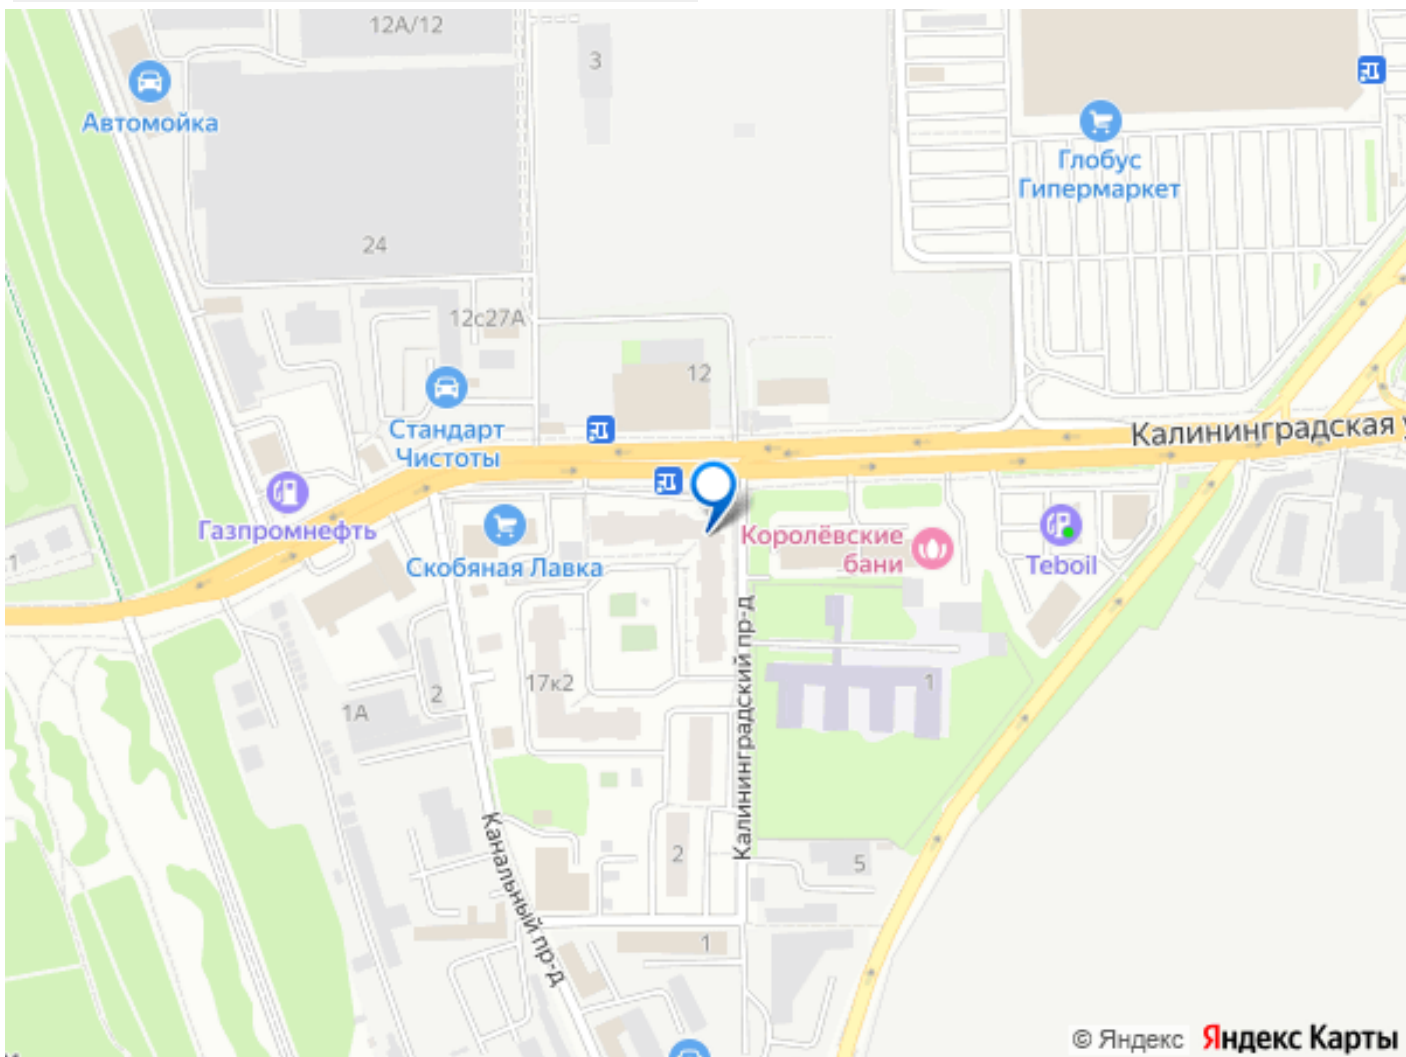 12А/12
3
Автомойка
Глобус
Гипермаркет
24
12с27А
12
Стандарт
Чистоты
Калининградская у
Газпромнефть
Скобяная Лавка
Королёвские
бани
Teboil
1
17к2
2
1А
1
Калининградский пр-д
2
5
Канальный пр-д
1
© Яндекс Яндекс Карты